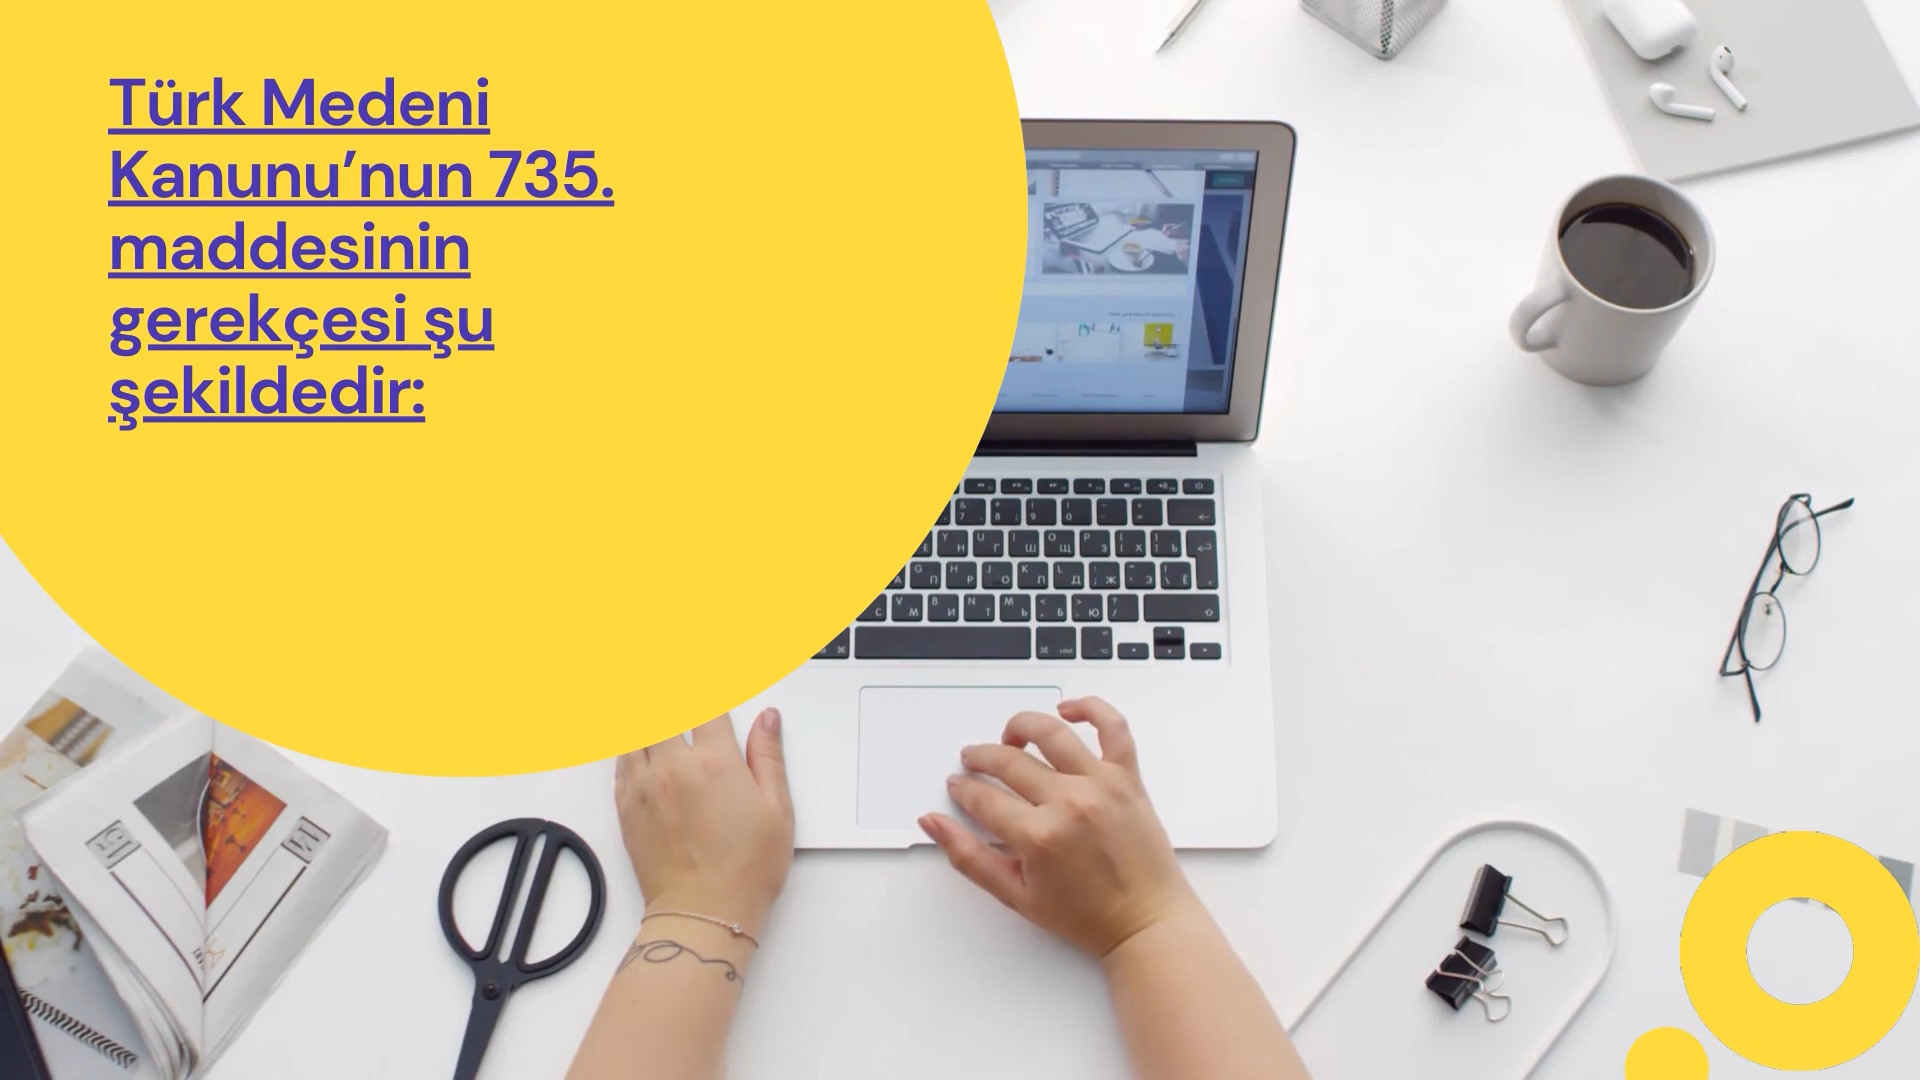 Türk Medeni
Kanunu’nun 735.
maddesinin
gerekçesi şu
şekildedir: